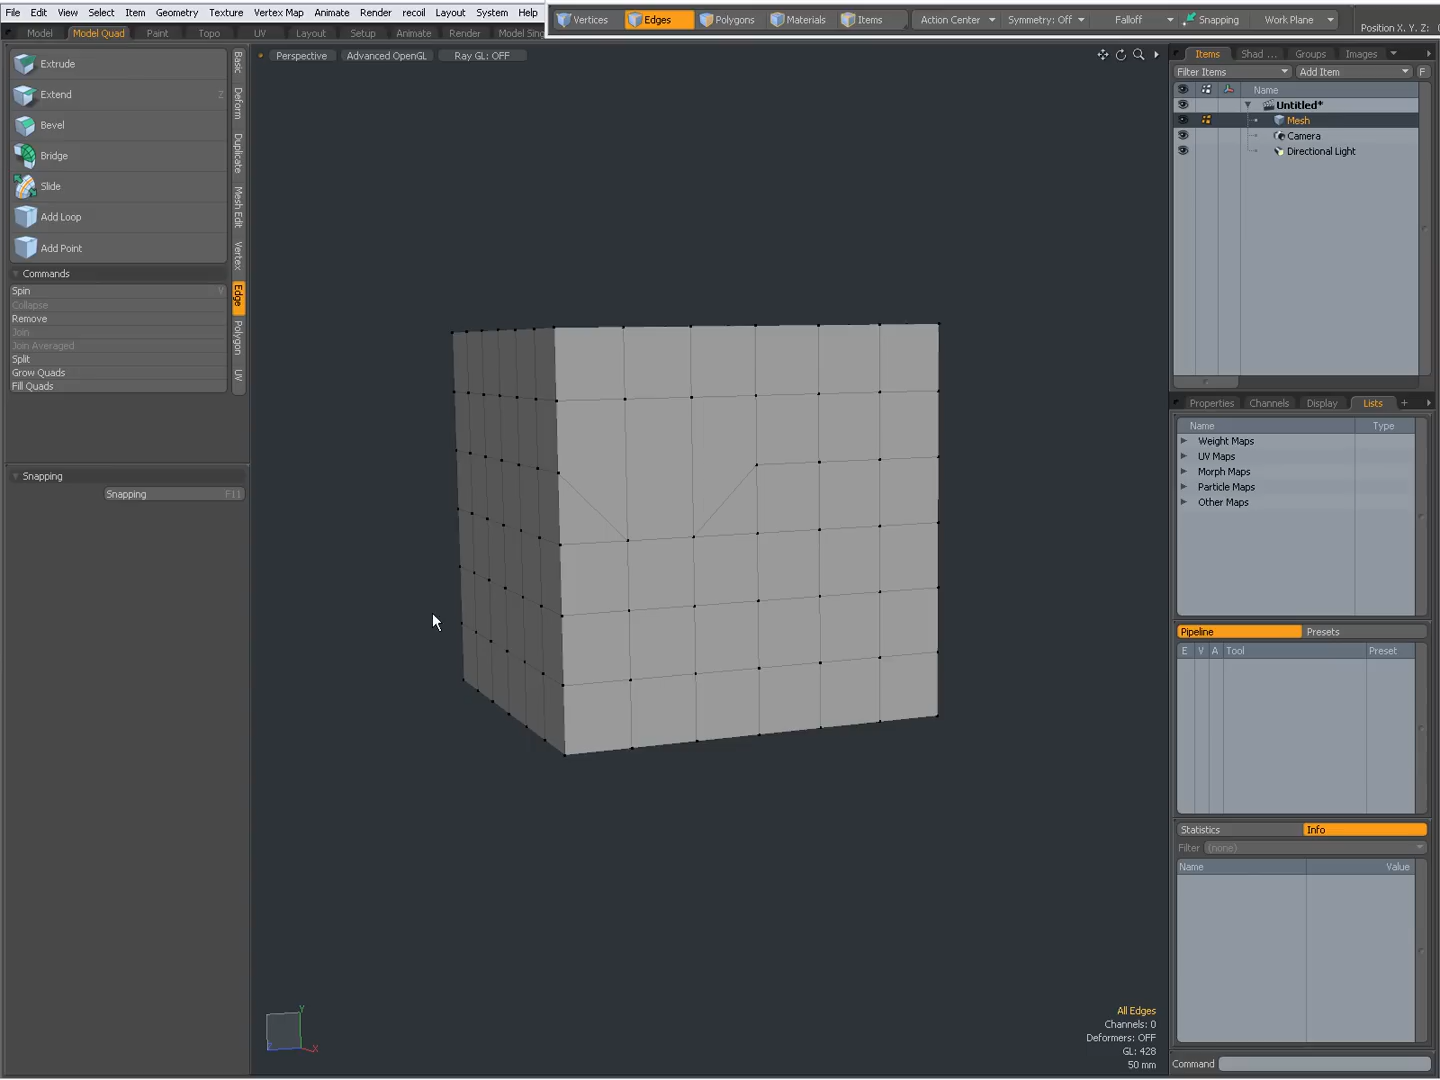 File Edit View Select Item Geometry Texture Vertex Map Animate Render recoil Layout System Help
Vertices Edges Polygons Materials Items Action Center Symmetry: Off Falloff Snapping Work Plane Position X, Y, Z:
Model Model Quad Paint Topo UV Layout Setup Animate Render Model Sing
Perspective Advanced OpenGL Ray GL: OFF
Extrude
Extend Z
Bevel
Bridge
Slide
Add Loop
Add Point
Commands
Spin V
Collapse
Remove
Join
Join Averaged
Split
Grow Quads
Fill Quads
Snapping
Snapping F11
Basic
Deform
Duplicate
Mesh Edit
Vertex
Edge
Polygon
UV
Y
Z X
All Edges
Channels: 0
Deformers: OFF
GL: 428
50 mm
Items Shad ... Groups Images
Filter Items Add Item F
Name
Untitled*
Mesh
Camera
Directional Light
Properties Channels Display Lists +
Name Type
Weight Maps
UV Maps
Morph Maps
Particle Maps
Other Maps
Pipeline Presets
E V A Tool Preset
Statistics Info
Filter (none)
Name Value
Command